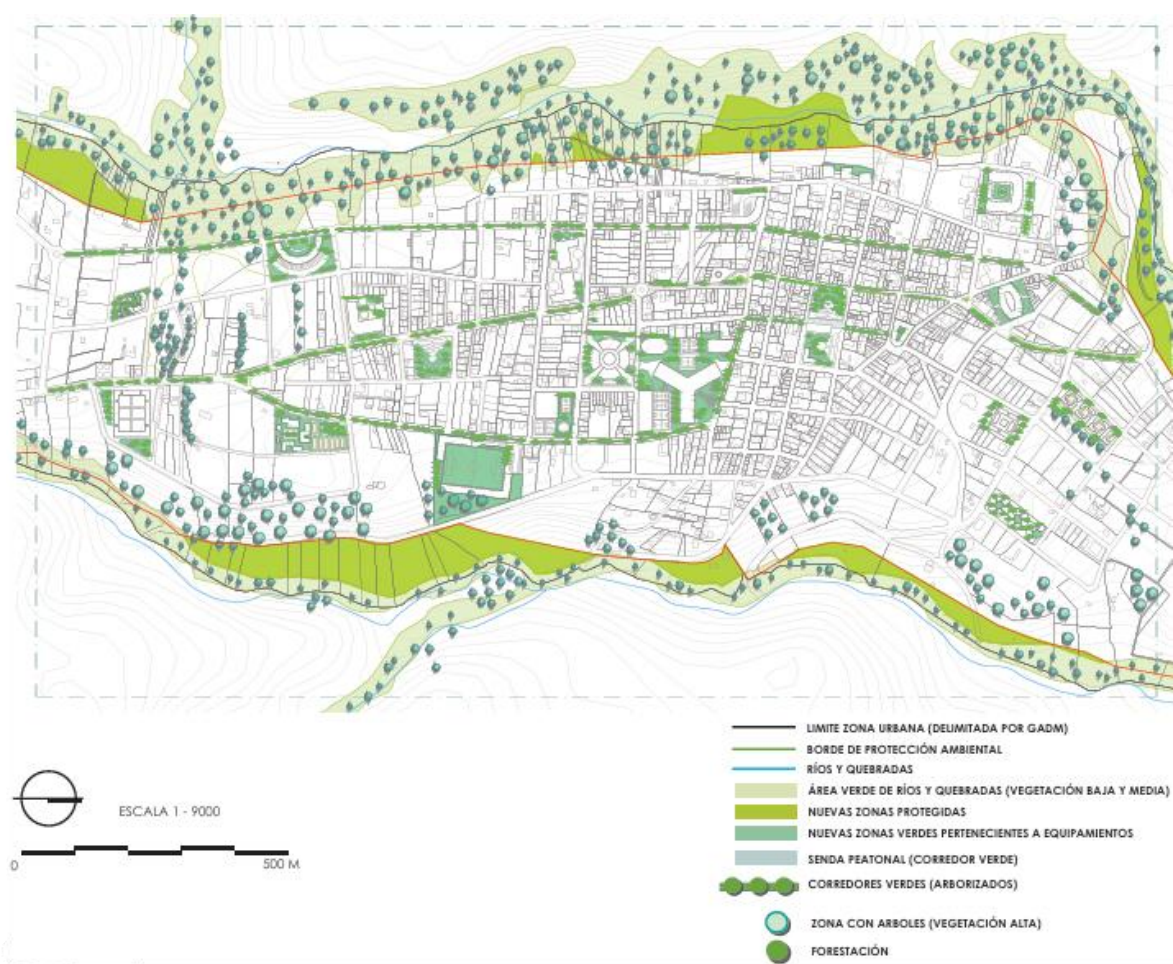 LIMITE ZONA URBANA (DELIMITADA POR GADM)
BORDE DE PROTECCIÓN AMBIENTAL
RÍOS Y QUEBRADAS
ÁREA VERDE DE RÍOS Y QUEBRADAS (VEGETACIÓN BAJA Y MEDIA)
NUEVAS ZONAS PROTEGIDAS
NUEVAS ZONAS VERDES PERTENECIENTES A EQUIPAMIENTOS
SENDA PEATONAL (CORREDOR VERDE)
CORREDORES VERDES (ARBORIZADOS)
ZONA CON ARBOLES (VEGETACIÓN ALTA)
FORESTACIÓN
ESCALA 1 - 9000
0 500 M